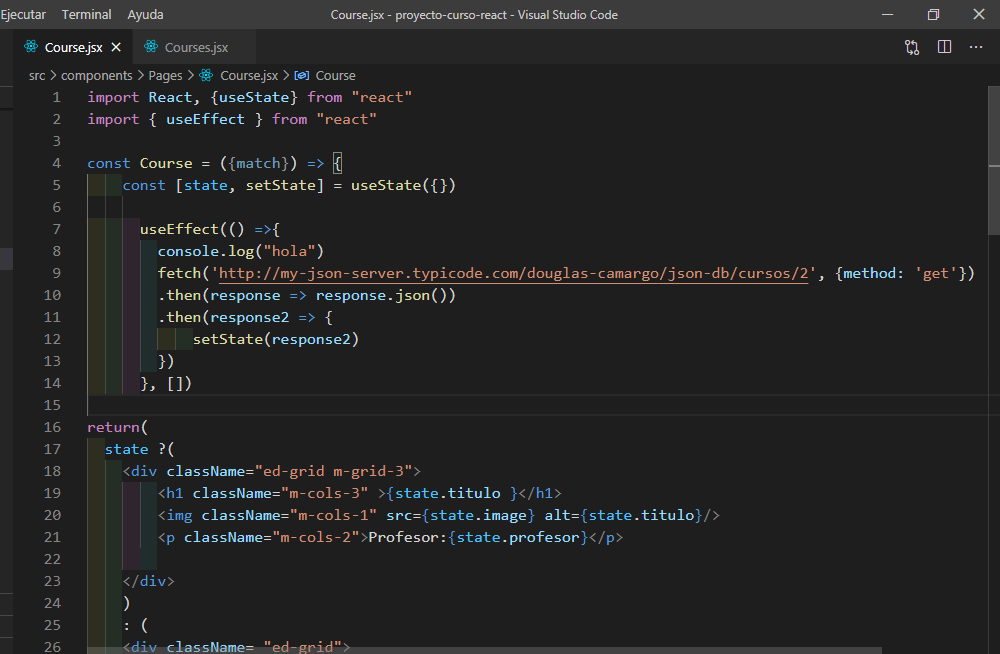 Ejecutar Terminal Ayuda Course.jsx - proyecto-curso-react - Visual Studio Code
Course.jsx Courses.jsx
src > components > Pages > Course.jsx > Course
1 import React, {useState} from "react"
2 import { useEffect } from "react"
3
4 const Course = ({match}) => {
5 const [state, setState] = useState({})
6
7 useEffect(() =>{
8 console.log("hola")
9 fetch('http://my-json-server.typicode.com/douglas-camargo/json-db/cursos/2', {method: 'get'})
10 .then(response => response.json())
11 .then(response2 => {
12 setState(response2)
13 })
14 }, [])
15
16 return(
17 state ?(
18 <div className="ed-grid m-grid-3">
19 <h1 className="m-cols-3" >{state.titulo }</h1>
20 <img className="m-cols-1" src={state.image} alt={state.titulo}/>
21 <p className="m-cols-2">Profesor:{state.profesor}</p>
22
23 </div>
24 )
25 : (
26 <div className= "ed-grid">